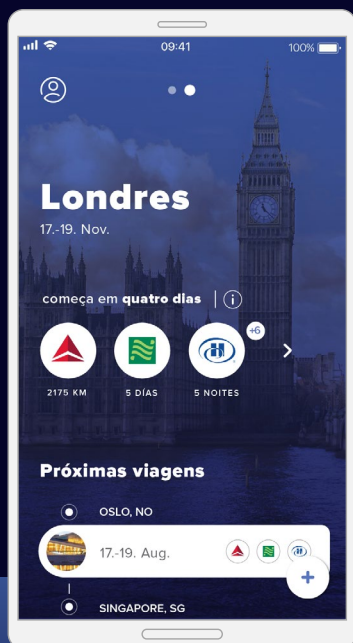 09:41
100%
Londres
17.-19. Nov.
começa em quatro dias
+6
2175 KM
5 DÍAS
5 NOITES
Próximas viagens
OSLO, NO
17.-19. Aug.
+
SINGAPORE, SG